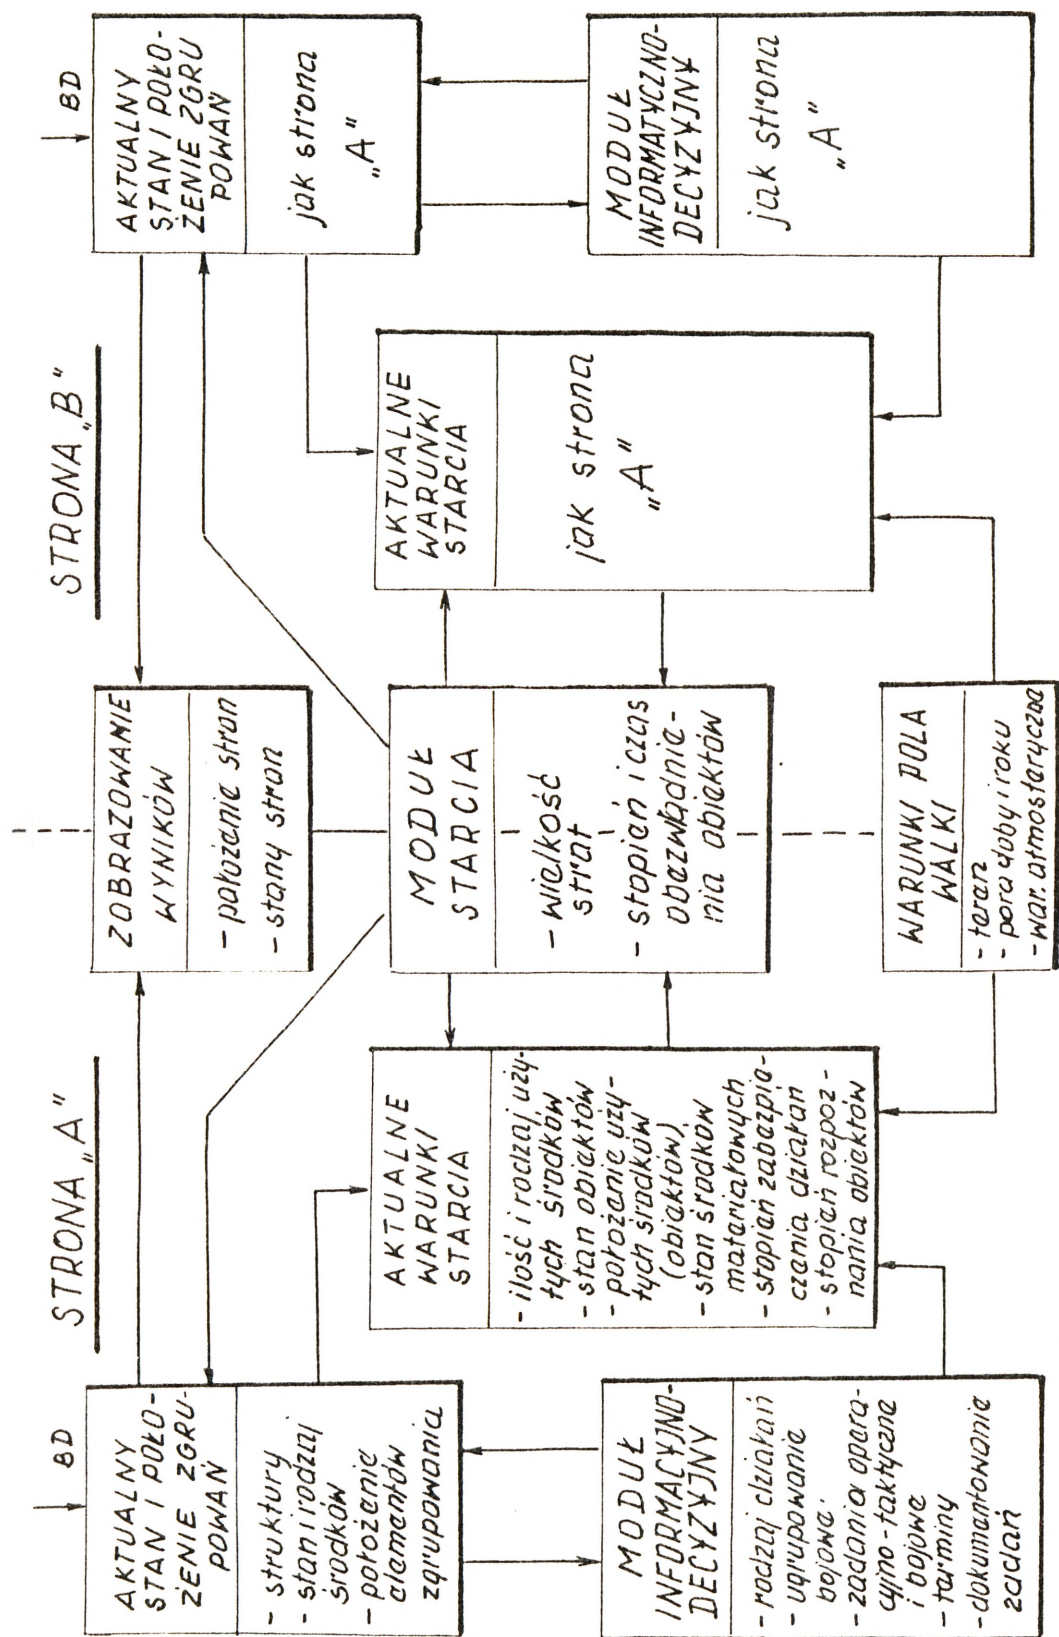 STRONA „A"
STRONA „B"
BD
AKTUALNY
STAN I POŁO-
ŻENIE ZGRU-
POWAŃ
- struktury
- stan i rodzaj
środków
- położenie
elementów
zgrupowania
MODUŁ
INFORMACYJNO-
DECYZYJNY
- rodzaj działań
- ugrupowanie
bojowe
- zadania opera-
cyjno-taktyczne
i bojowe
- terminy
- dokumentowanie
zadań
AKTUALNE
WARUNKI
STARCIA
- ilość i rodzaj uży-
tych środków
- stan obiektów
- położenie uży-
tych środków
(obiektów)
- stan środków
materiałowych
- stopień zabezpie-
czenia działań
- stopień rozpoz-
nania obiektów
ZOBRAZOWANIE
WYNIKÓW
- położenie stron
- stany stron
MODUŁ
STARCIA
- wielkość
strat
- stopień i czas
obezwładnie-
nia obiektów
WARUNKI POLA
WALKI
- teren
- pora doby i roku
- war. atmosferyczne
AKTUALNE
WARUNKI
STARCIA
jak strona
„A"
BD
AKTUALNY
STAN I POŁO-
ŻENIE ZGRU
POWAŃ
jak strona
„A"
MODUŁ
INFORMATYCZNO-
DECYZYJNY
jak strona
„A"